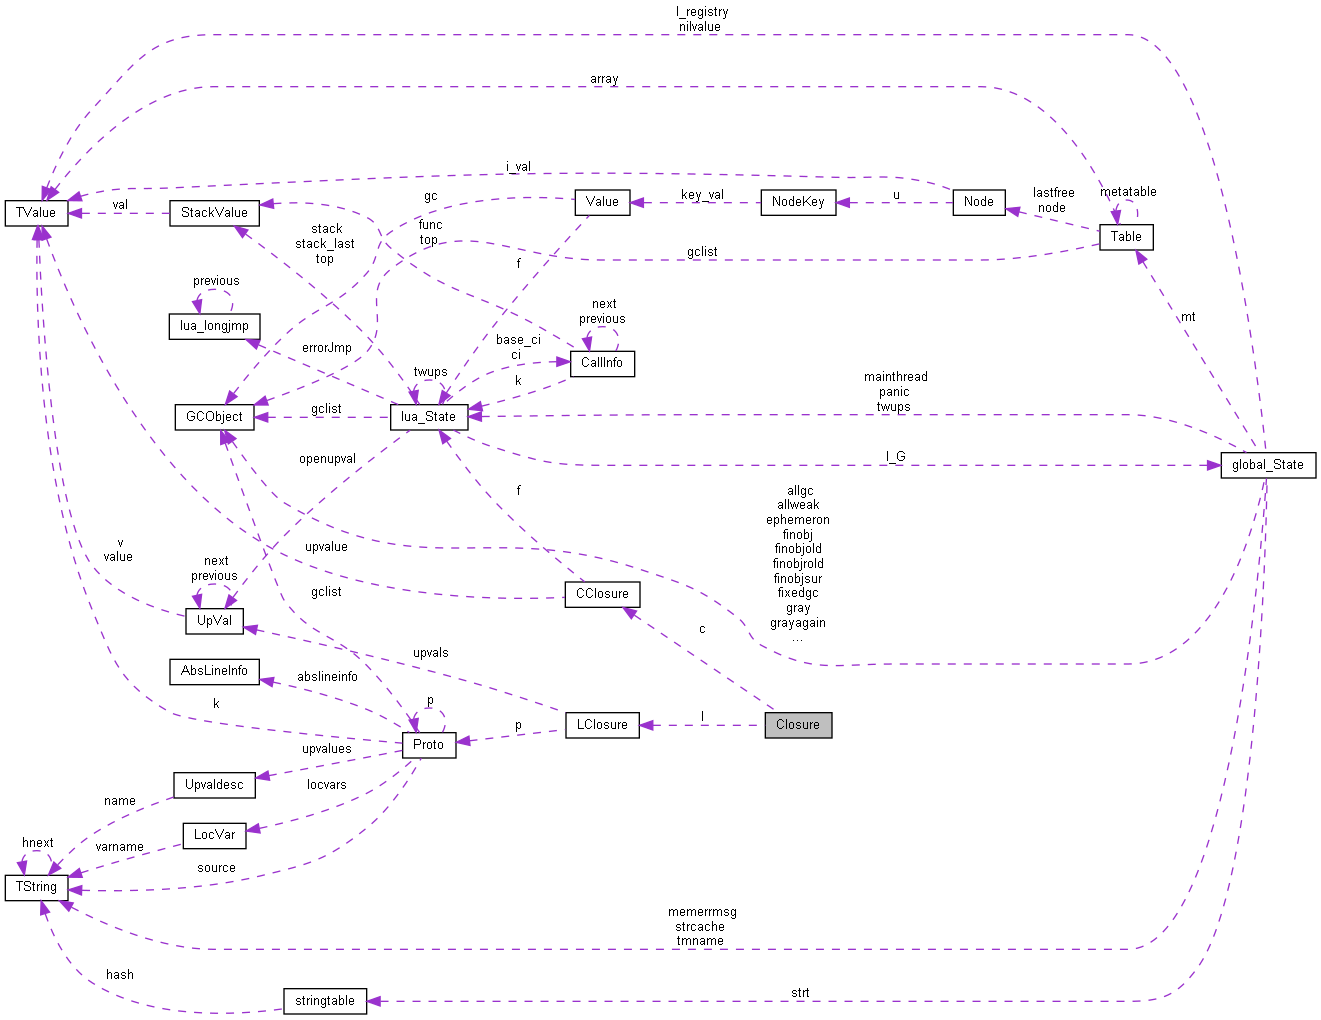 l_registry
nilvalue
array
i_val
gc
Value
key_val
NodeKey
u
Node
lastfree
node
metatable
TValue
val
StackValue
func
top
Table
stack
stack_last
top
gclist
f
previous
next
previous
mt
lua_longjmp
errorJmp
base_ci
ci
CallInfo
twups
k
mainthread
panic
twups
GCObject
gclist
lua_State
openupval
l_G
global_State
f
allgc
allweak
ephemeron
finobj
finobjold
finobjrold
finobjsur
fixedgc
gray
grayagain
...
v
value
upvalue
next
previous
gclist
CClosure
UpVal
c
upvals
AbsLineInfo
abslineinfo
k
p
p
LClosure
l
Closure
Proto
upvalues
Upvaldesc
locvars
name
LocVar
hnext
varname
source
TString
memerrmsg
strcache
tmname
hash
stringtable
strt